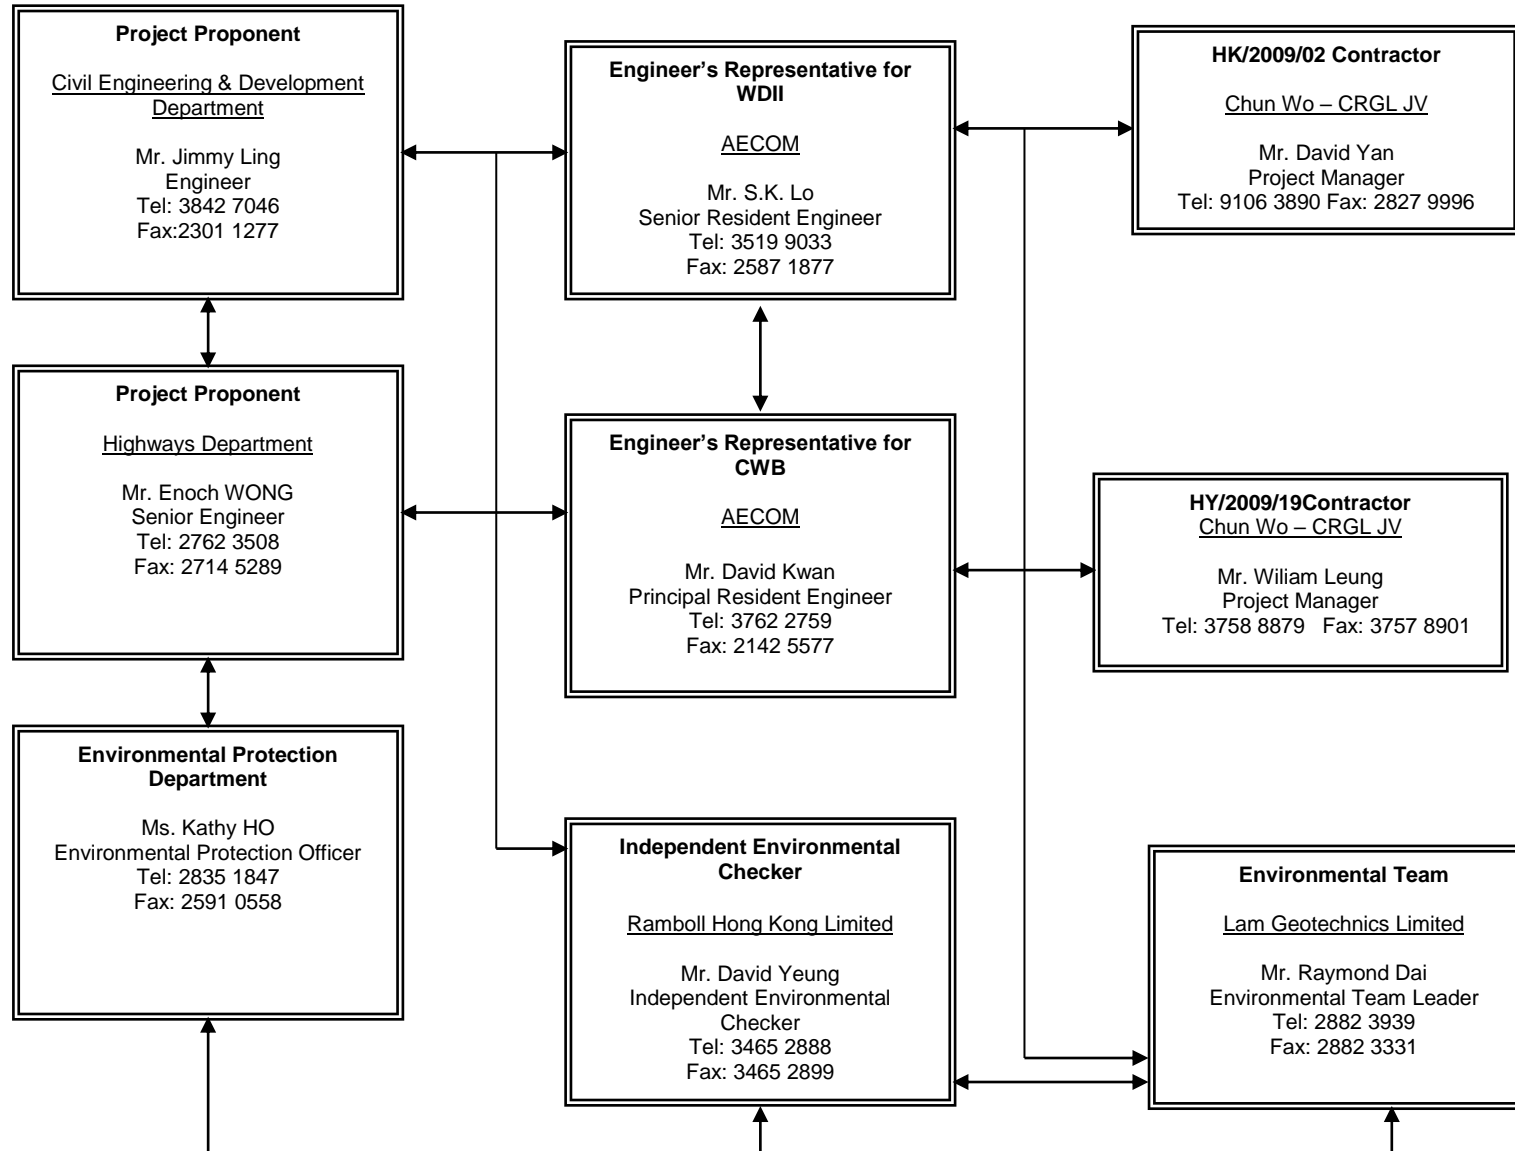 Project Proponent
Civil Engineering & Development
Department
Mr. Jimmy Ling
Engineer
Tel: 3842 7046
Fax:2301 1277
Engineer’s Representative for
WDII
AECOM
Mr. S.K. Lo
Senior Resident Engineer
Tel: 3519 9033
Fax: 2587 1877
HK/2009/02 Contractor
Chun Wo – CRGL JV
Mr. David Yan
Project Manager
Tel: 9106 3890 Fax: 2827 9996
Project Proponent
Highways Department
Mr. Enoch WONG
Senior Engineer
Tel: 2762 3508
Fax: 2714 5289
Engineer’s Representative for
CWB
AECOM
Mr. David Kwan
Principal Resident Engineer
Tel: 3762 2759
Fax: 2142 5577
HY/2009/19Contractor
Chun Wo – CRGL JV
Mr. Wiliam Leung
Project Manager
Tel: 3758 8879   Fax: 3757 8901
Environmental Protection
Department
Ms. Kathy HO
Environmental Protection Officer
Tel: 2835 1847
Fax: 2591 0558
Independent Environmental
Checker
Ramboll Hong Kong Limited
Mr. David Yeung
Independent Environmental
Checker
Tel: 3465 2888
Fax: 3465 2899
Environmental Team
Lam Geotechnics Limited
Mr. Raymond Dai
Environmental Team Leader
Tel: 2882 3939
Fax: 2882 3331